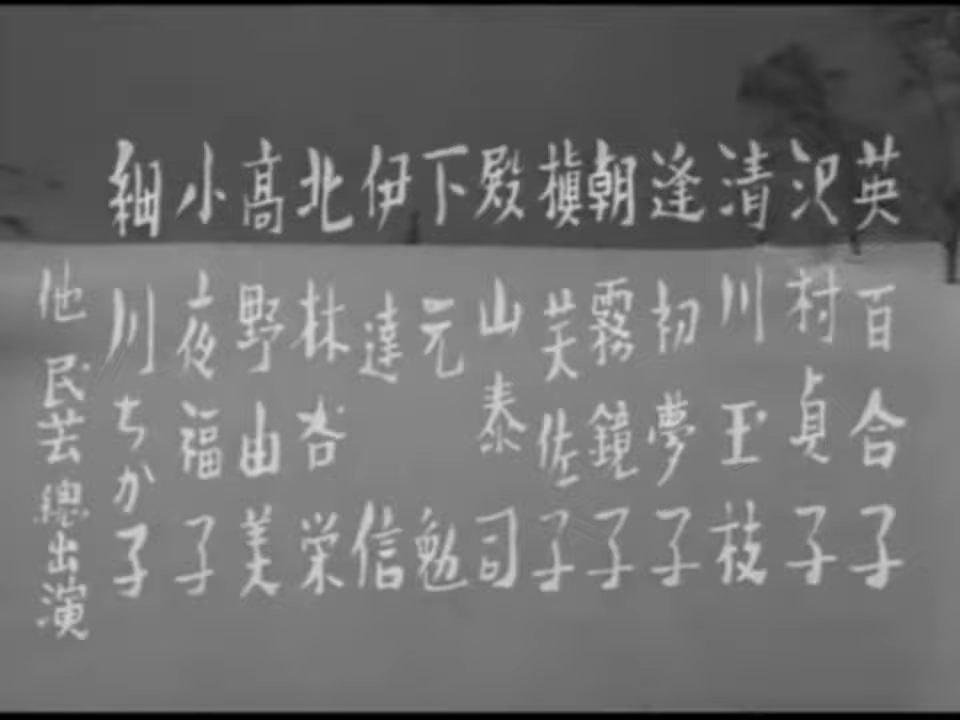 英百合子
沢村貞子
清川玉枝
逢初夢子
朝霧鏡子
槇芙佐子
殿山泰司
下元勉
伊達信
北林谷栄
髙野由美
小夜福子
細川ちか子
他民芸總出演